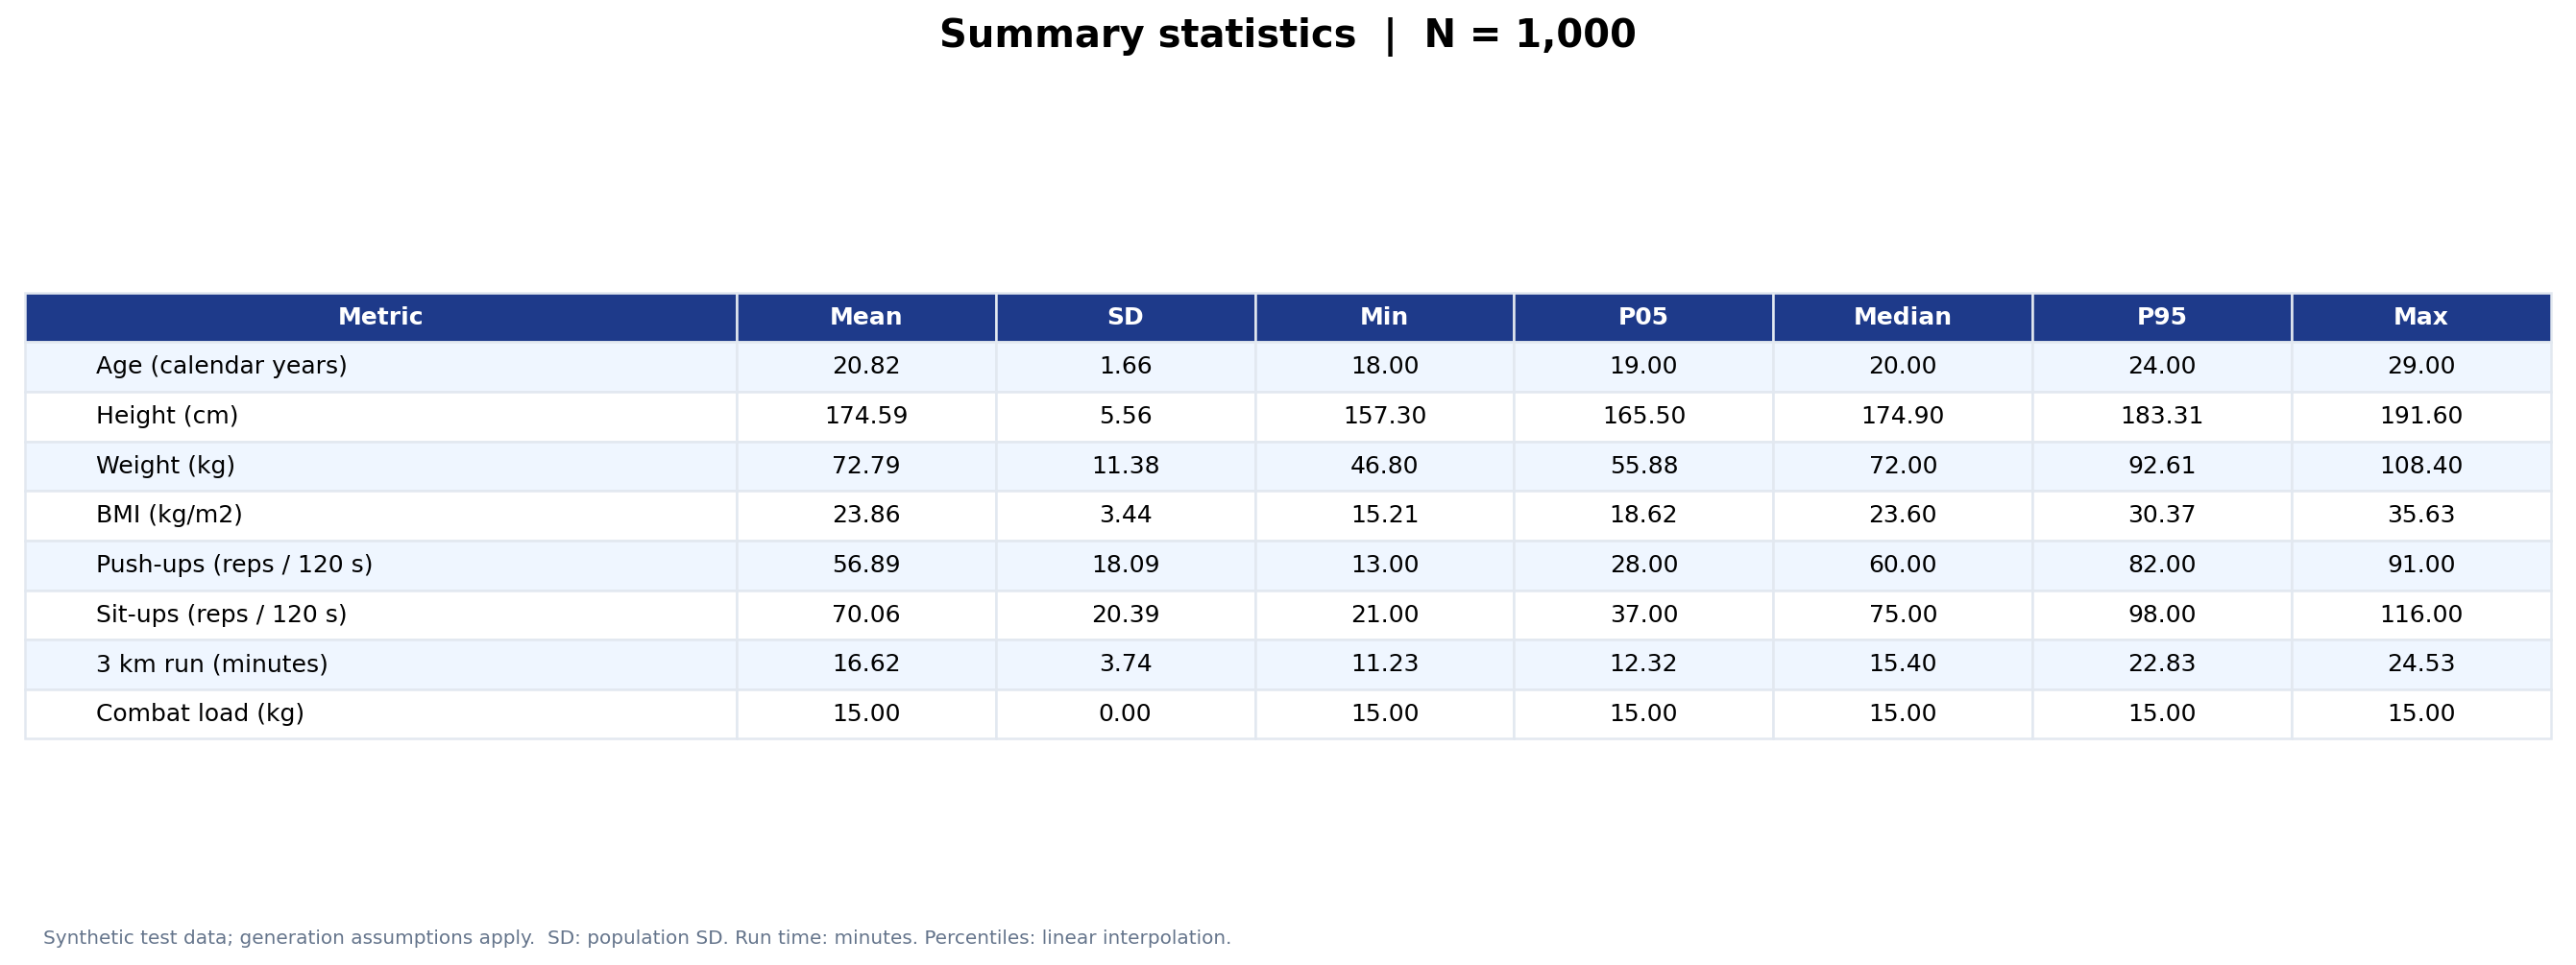 Summary statistics | N = 1,000
Metric Mean SD Min P05 Median P95 Max
Age (calendar years) 20.82 1.66 18.00 19.00 20.00 24.00 29.00
Height (cm) 174.59 5.56 157.30 165.50 174.90 183.31 191.60
Weight (kg) 72.79 11.38 46.80 55.88 72.00 92.61 108.40
BMI (kg/m2) 23.86 3.44 15.21 18.62 23.60 30.37 35.63
Push-ups (reps / 120 s) 56.89 18.09 13.00 28.00 60.00 82.00 91.00
Sit-ups (reps / 120 s) 70.06 20.39 21.00 37.00 75.00 98.00 116.00
3 km run (minutes) 16.62 3.74 11.23 12.32 15.40 22.83 24.53
Combat load (kg) 15.00 0.00 15.00 15.00 15.00 15.00 15.00
Synthetic test data; generation assumptions apply. SD: population SD. Run time: minutes. Percentiles: linear interpolation.